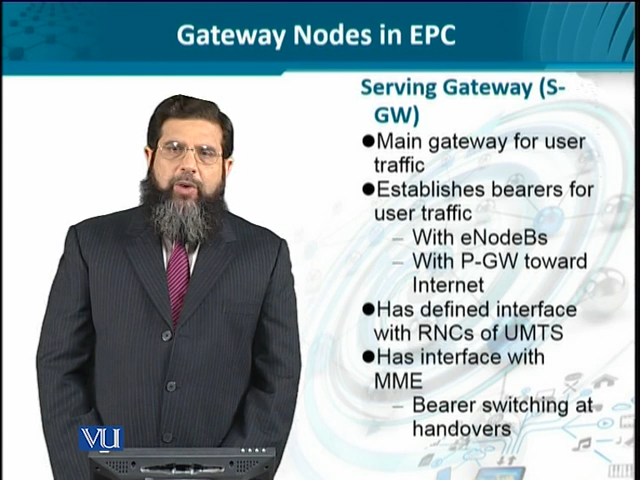 Gateway Nodes in EPC
Serving Gateway (S-
GW)
●Main gateway for user
traffic
●Establishes bearers for
user traffic
– With eNodeBs
– With P-GW toward
Internet
●Has defined interface
with RNCs of UMTS
●Has interface with
MME
– Bearer switching at
handovers
VU